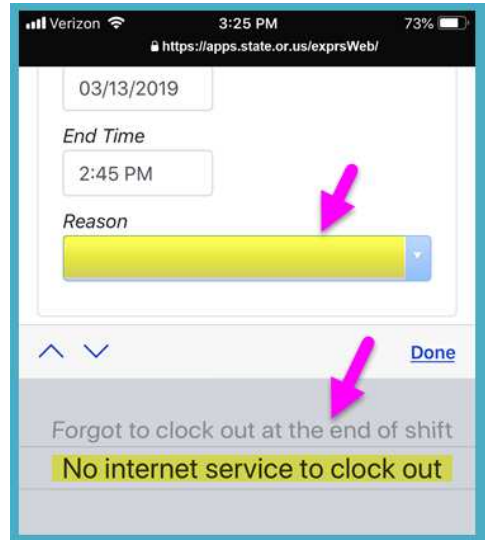 Verizon 3:25 PM 73%
https://apps.state.or.us/exprsWeb/
03/13/2019
End Time
2:45 PM
Reason
Done
Forgot to clock out at the end of shift
No internet service to clock out